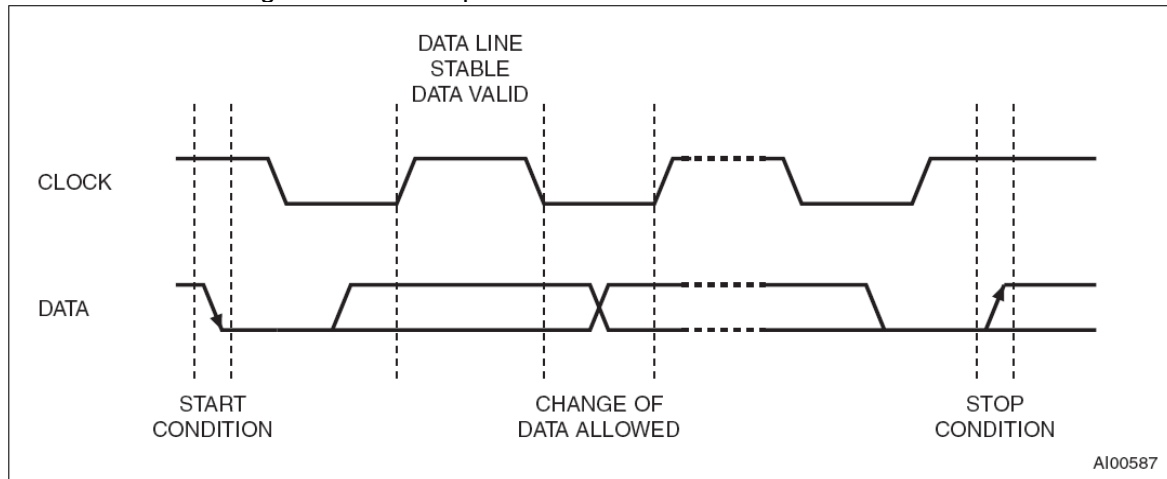 DATA LINE
STABLE
DATA VALID
CLOCK
DATA
START
CONDITION
CHANGE OF
DATA ALLOWED
STOP
CONDITION
AI00587